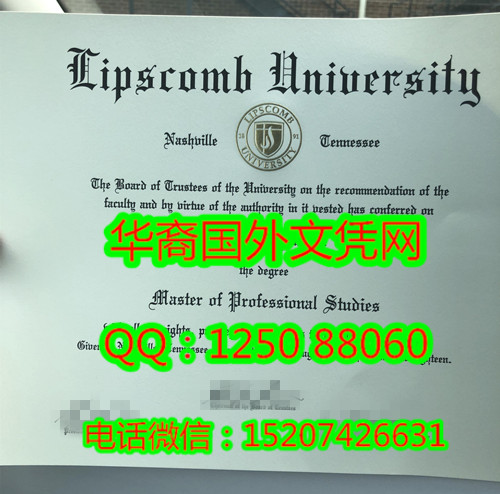 Lipscomb University
LIPSCOMB
Nashville
18
91
Tennessee
UNIVERSITY
The Board of Trustees of the University on the recommendation of the
faculty and by virtue of the authority in it vested has conferred on
华裔国外文凭网
the degree
Master of Professional Studies
QQ：1250 88060
电话微信：15207426631